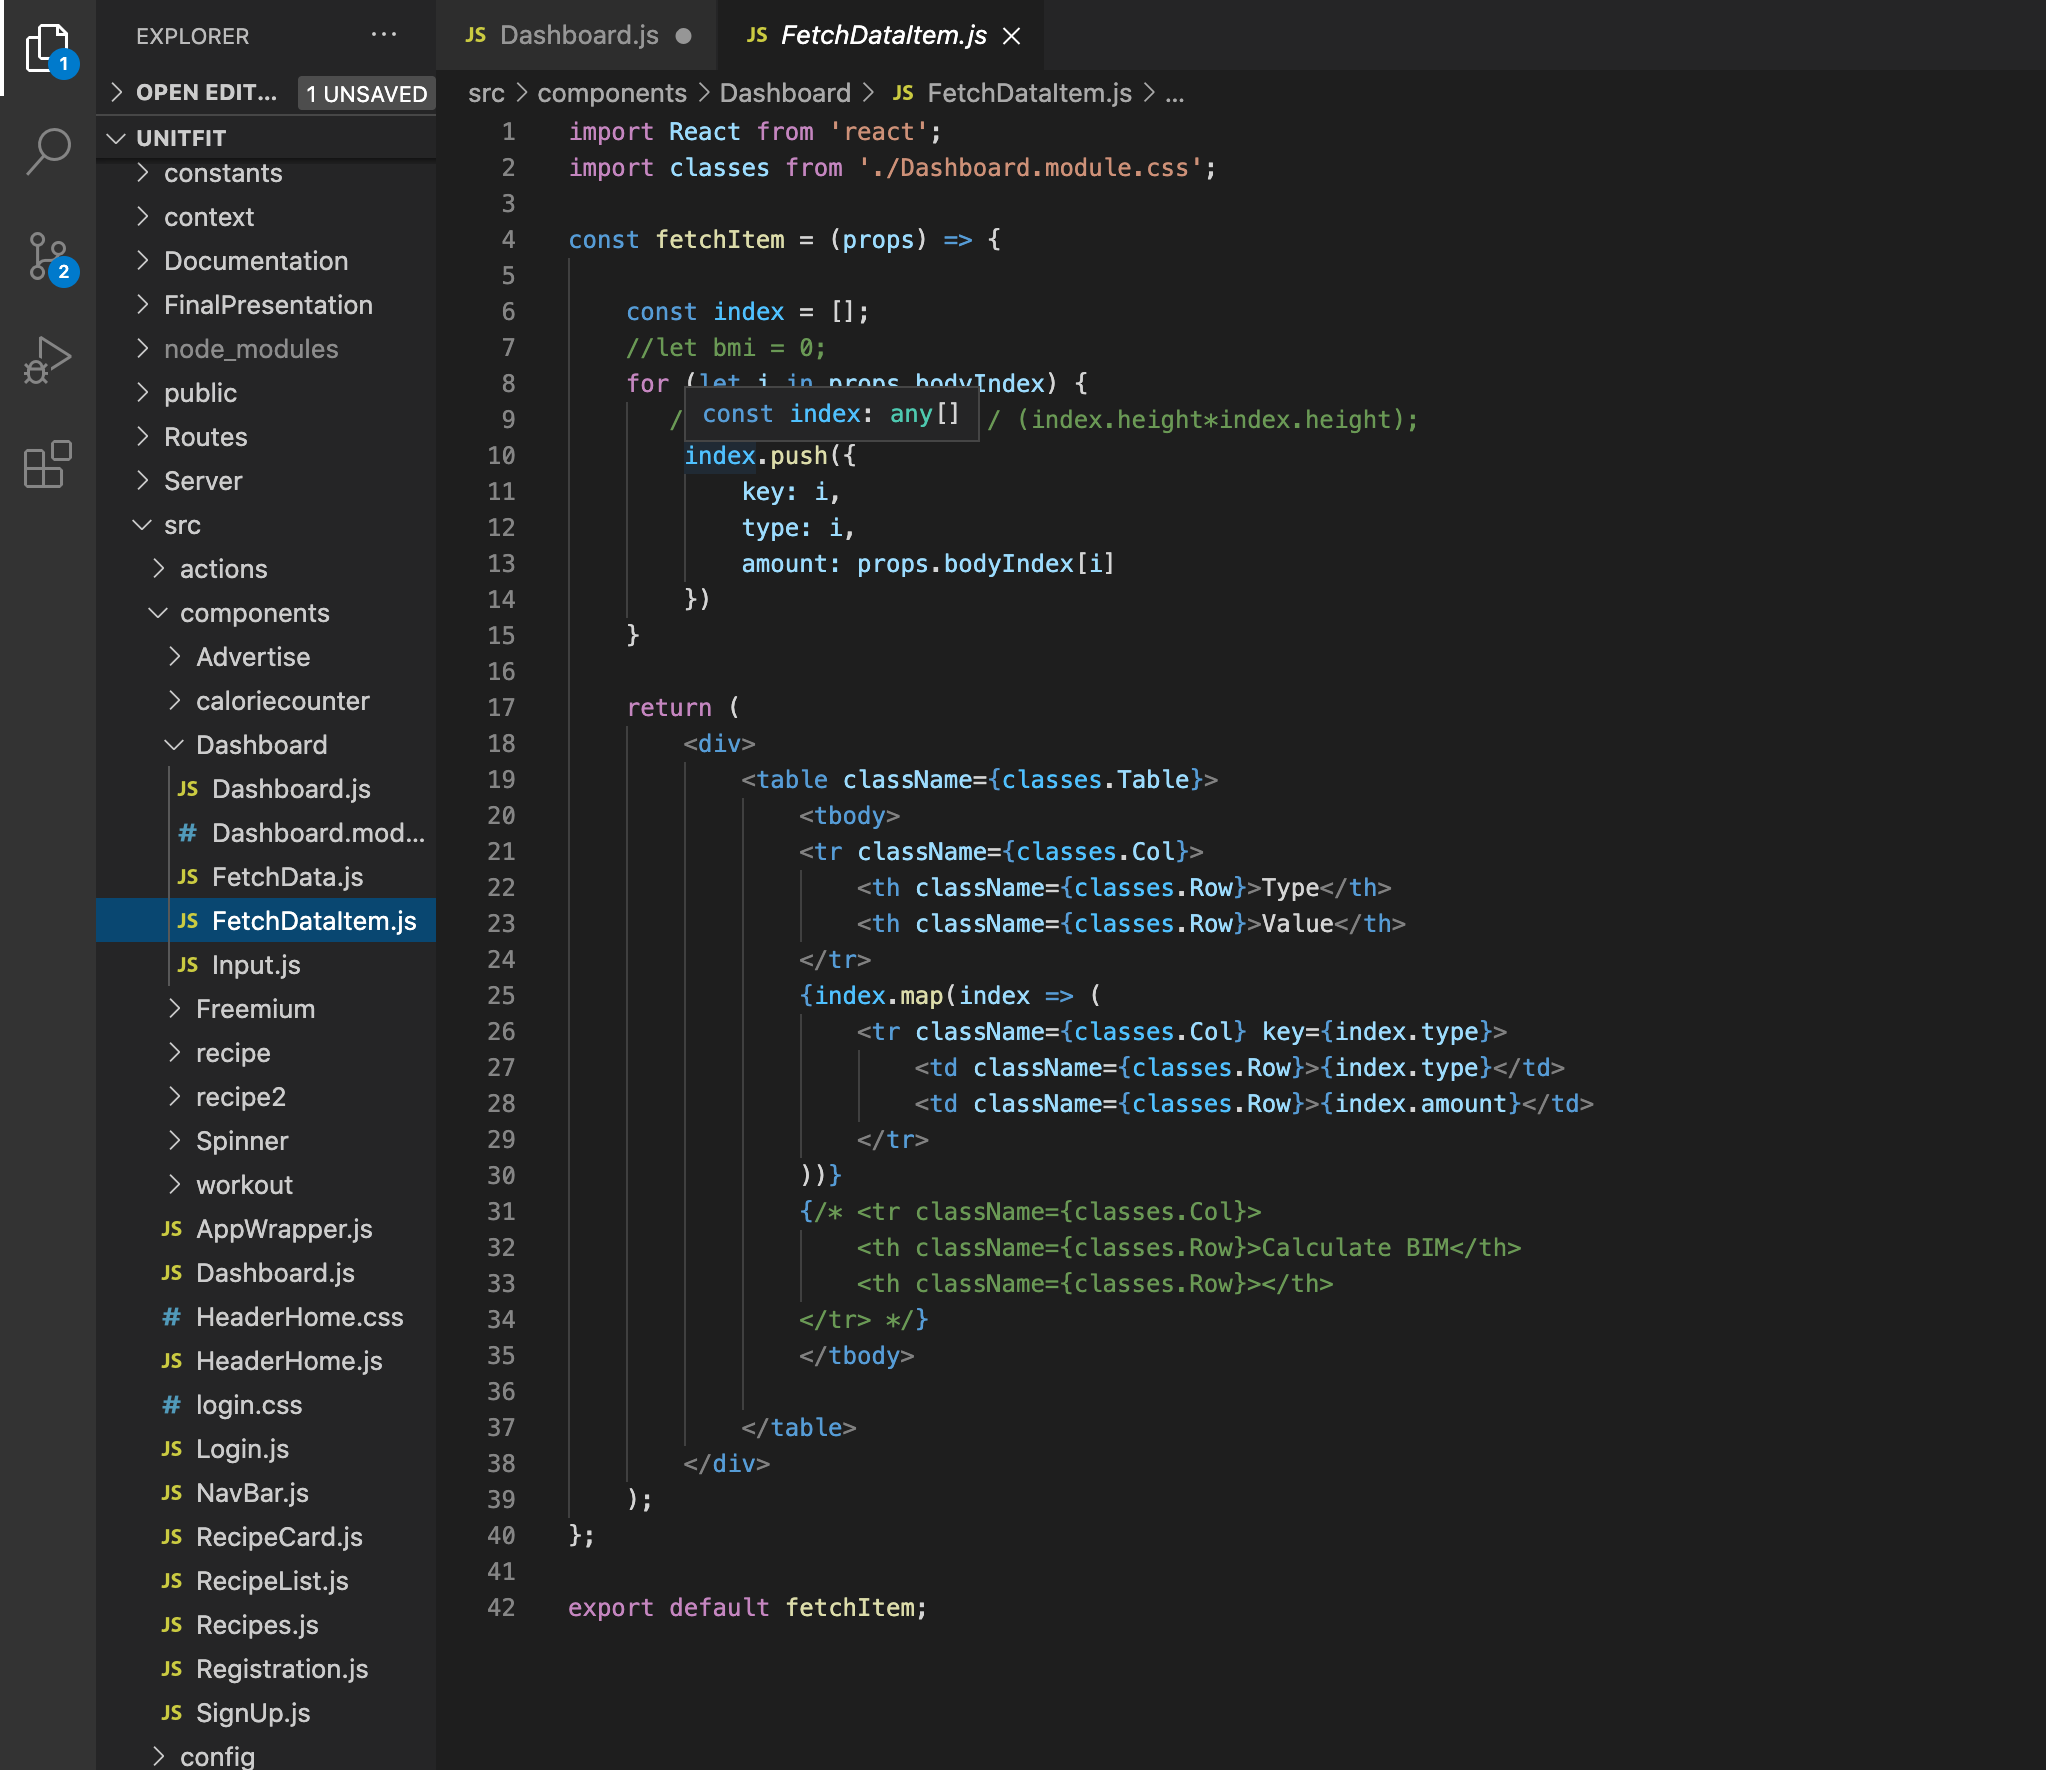 1
2
EXPLORER ...
OPEN EDIT... 1 UNSAVED
UNITFIT
constants
context
Documentation
FinalPresentation
node_modules
public
Routes
Server
src
actions
components
Advertise
caloriecounter
Dashboard
JS Dashboard.js
# Dashboard.mod...
JS FetchData.js
JS FetchDataItem.js
JS Input.js
Freemium
recipe
recipe2
Spinner
workout
JS AppWrapper.js
JS Dashboard.js
# HeaderHome.css
JS HeaderHome.js
# login.css
JS Login.js
JS NavBar.js
JS RecipeCard.js
JS RecipeList.js
JS Recipes.js
JS Registration.js
JS SignUp.js
config
JS Dashboard.js ● JS FetchDataItem.js ×
src > components > Dashboard > JS FetchDataItem.js > ...
1 import React from 'react';
2 import classes from './Dashboard.module.css';
3
4 const fetchItem = (props) => {
5
6 const index = [];
7 //let bmi = 0;
8 for (let i in props.bodyIndex) {
const index: any[]
9 / / (index.height*index.height);
10 index.push({
11 key: i,
12 type: i,
13 amount: props.bodyIndex[i]
14 })
15 }
16
17 return (
18 <div>
19 <table className={classes.Table}>
20 <tbody>
21 <tr className={classes.Col}>
22 <th className={classes.Row}>Type</th>
23 <th className={classes.Row}>Value</th>
24 </tr>
25 {index.map(index => (
26 <tr className={classes.Col} key={index.type}>
27 <td className={classes.Row}>{index.type}</td>
28 <td className={classes.Row}>{index.amount}</td>
29 </tr>
30 ))}
31 {/* <tr className={classes.Col}>
32 <th className={classes.Row}>Calculate BIM</th>
33 <th className={classes.Row}></th>
34 </tr> */}
35 </tbody>
36
37 </table>
38 </div>
39 );
40 };
41
42 export default fetchItem;